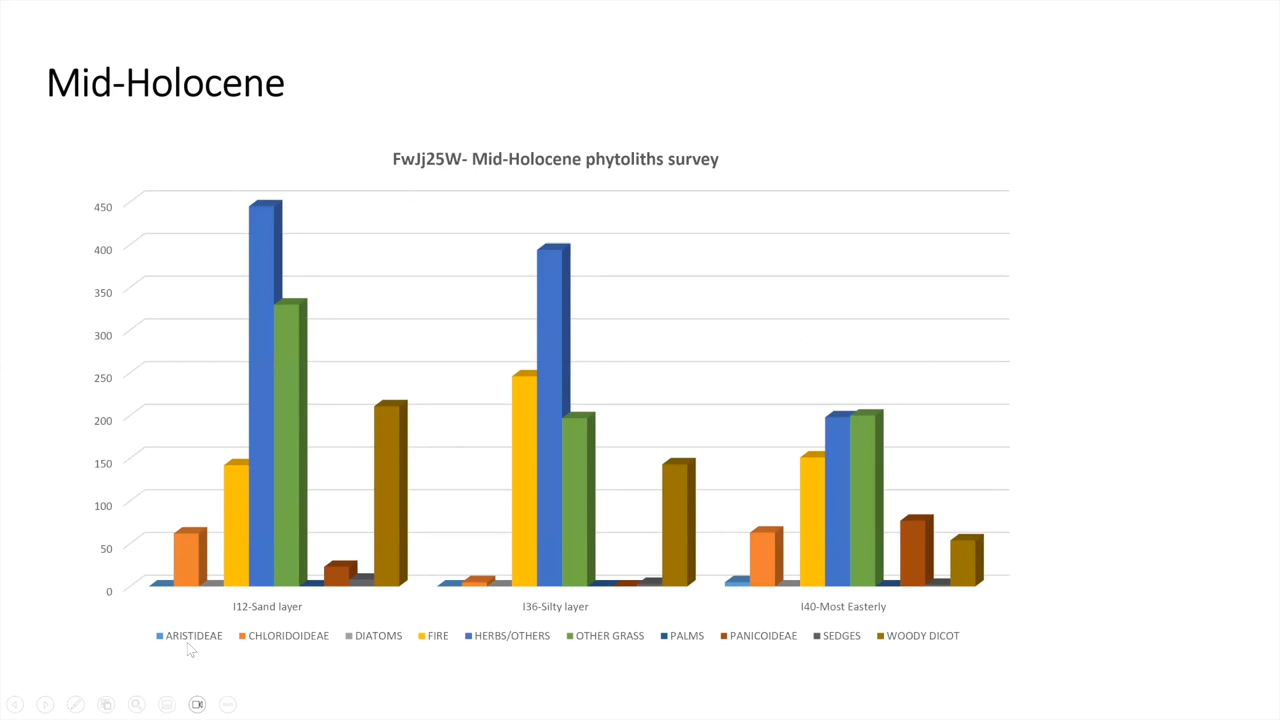 Mid-Holocene
FwJj25W- Mid-Holocene phytoliths survey
450
400
350
300
250
200
150
100
50
0
I12-Sand layer I36-Silty layer I40-Most Easterly
ARISTIDEAE CHLORIDOIDEAE DIATOMS FIRE HERBS/OTHERS OTHER GRASS PALMS PANICOIDEAE SEDGES WOODY DICOT